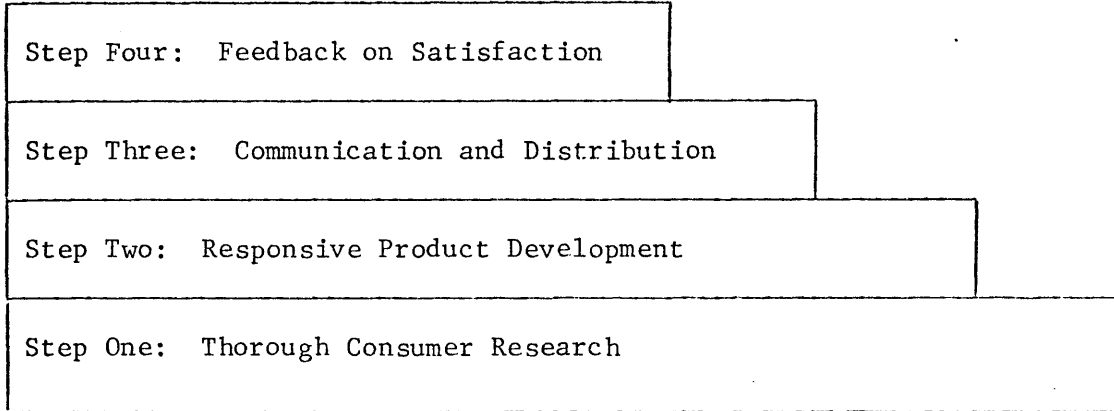 Step Four:  Feedback on Satisfaction
Step Three:  Communication and Distribution
Step Two:  Responsive Product Development
Step One:  Thorough Consumer Research